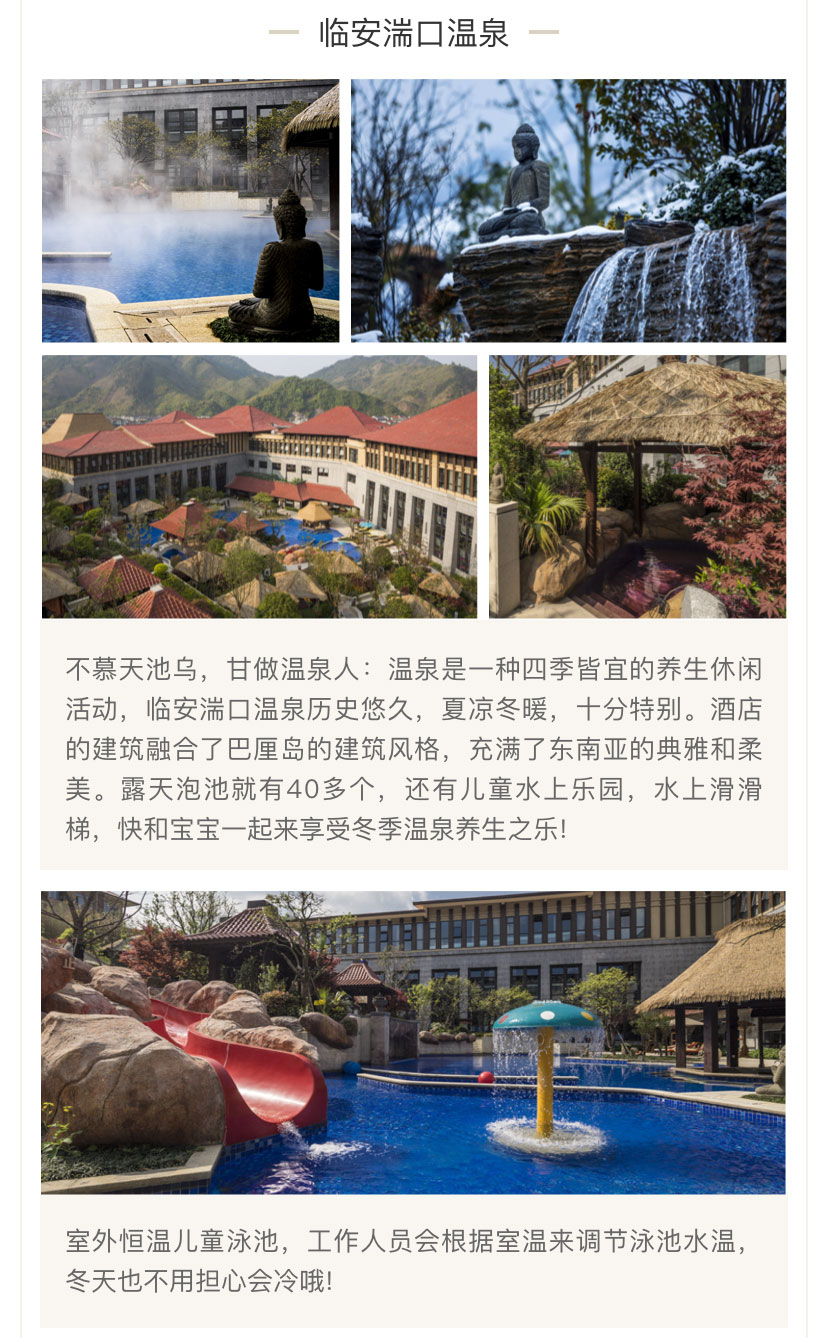 临安湍口温泉
不慕天池乌，甘做温泉人：温泉是一种四季皆宜的养生休闲
活动，临安湍口温泉历史悠久，夏凉冬暖，十分特别。酒店
的建筑融合了巴厘岛的建筑风格，充满了东南亚的典雅和柔
美。露天泡池就有40多个，还有儿童水上乐园，水上滑滑
梯，快和宝宝一起来享受冬季温泉养生之乐!
室外恒温儿童泳池，工作人员会根据室温来调节泳池水温，
冬天也不用担心会冷哦!